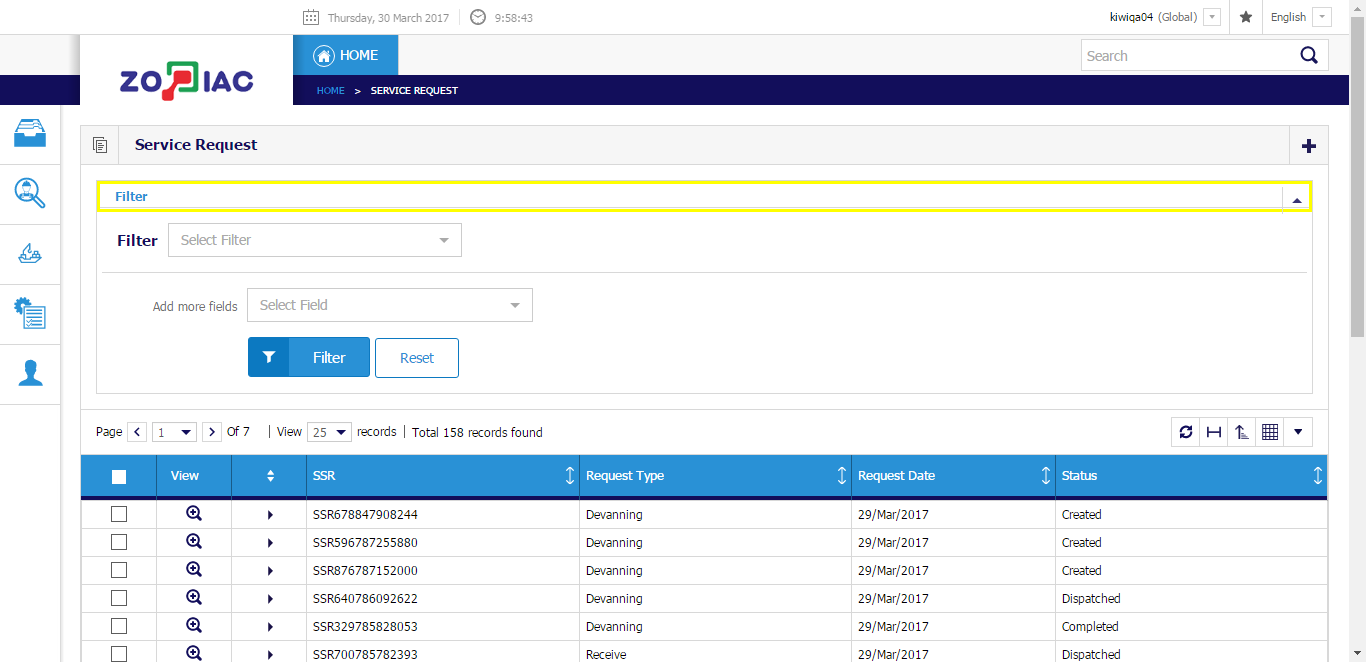 Thursday, 30 March 2017 9:58:43 kiwiqa04 (Global) English
ZODIAC
HOME
Search
HOME > SERVICE REQUEST
Service Request
Filter
Filter Select Filter
Add more fields Select Field
Filter Reset
Page 1 Of 7 | View 25 records | Total 158 records found
View SSR Request Type Request Date Status
SSR678847908244 Devanning 29/Mar/2017 Created
SSR596787255880 Devanning 29/Mar/2017 Created
SSR876787152000 Devanning 29/Mar/2017 Created
SSR640786092622 Devanning 29/Mar/2017 Dispatched
SSR329785828053 Devanning 29/Mar/2017 Completed
SSR700785782393 Receive 29/Mar/2017 Dispatched